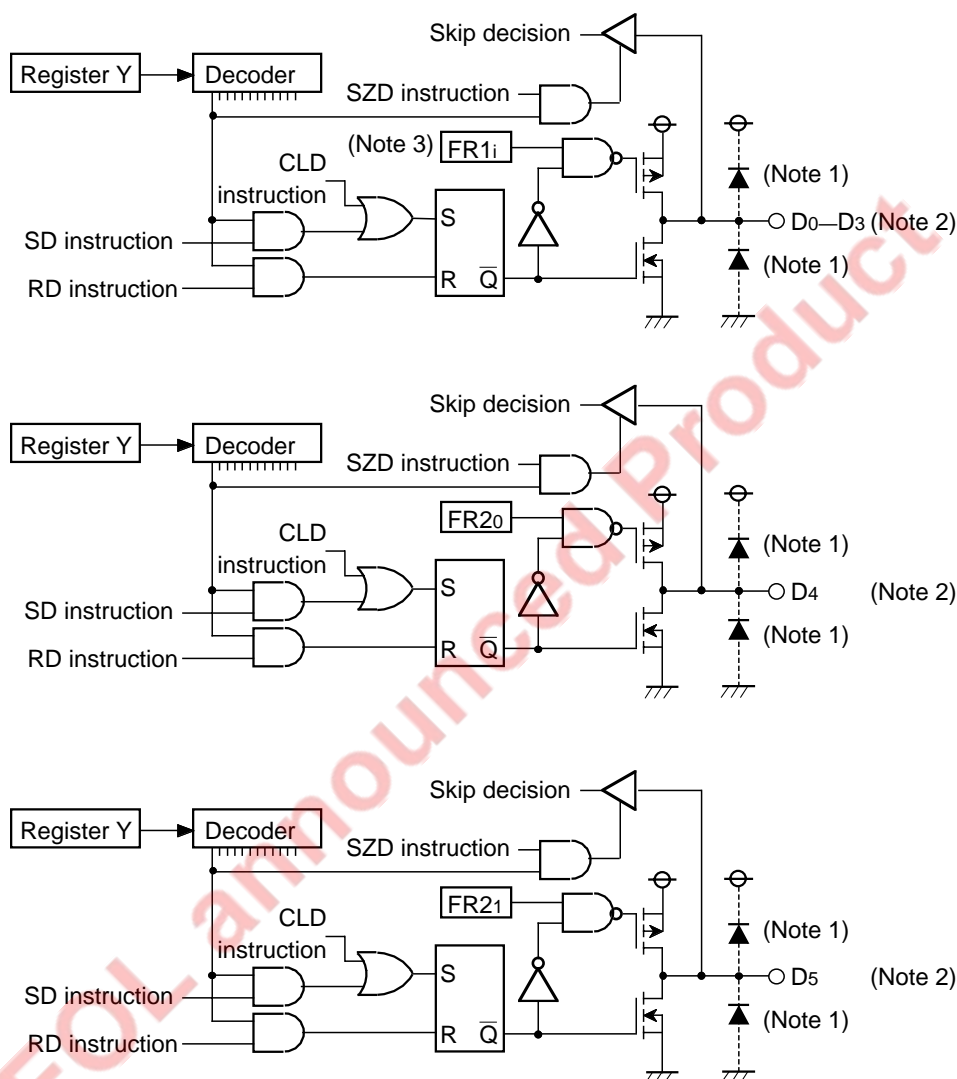 Skip decision
Register Y
Decoder
SZD instruction
(Note 3)
FR1i
CLD
instruction
(Note 1)
S
D0—D3 (Note 2)
SD instruction
(Note 1)
RD instruction
R
Q
Skip decision
Register Y
Decoder
SZD instruction
FR20
CLD
instruction
(Note 1)
S
D4
(Note 2)
SD instruction
(Note 1)
RD instruction
R
Q
Skip decision
Register Y
Decoder
SZD instruction
FR21
CLD
instruction
(Note 1)
S
D5
(Note 2)
SD instruction
(Note 1)
RD instruction
R
Q
EOL announced Product